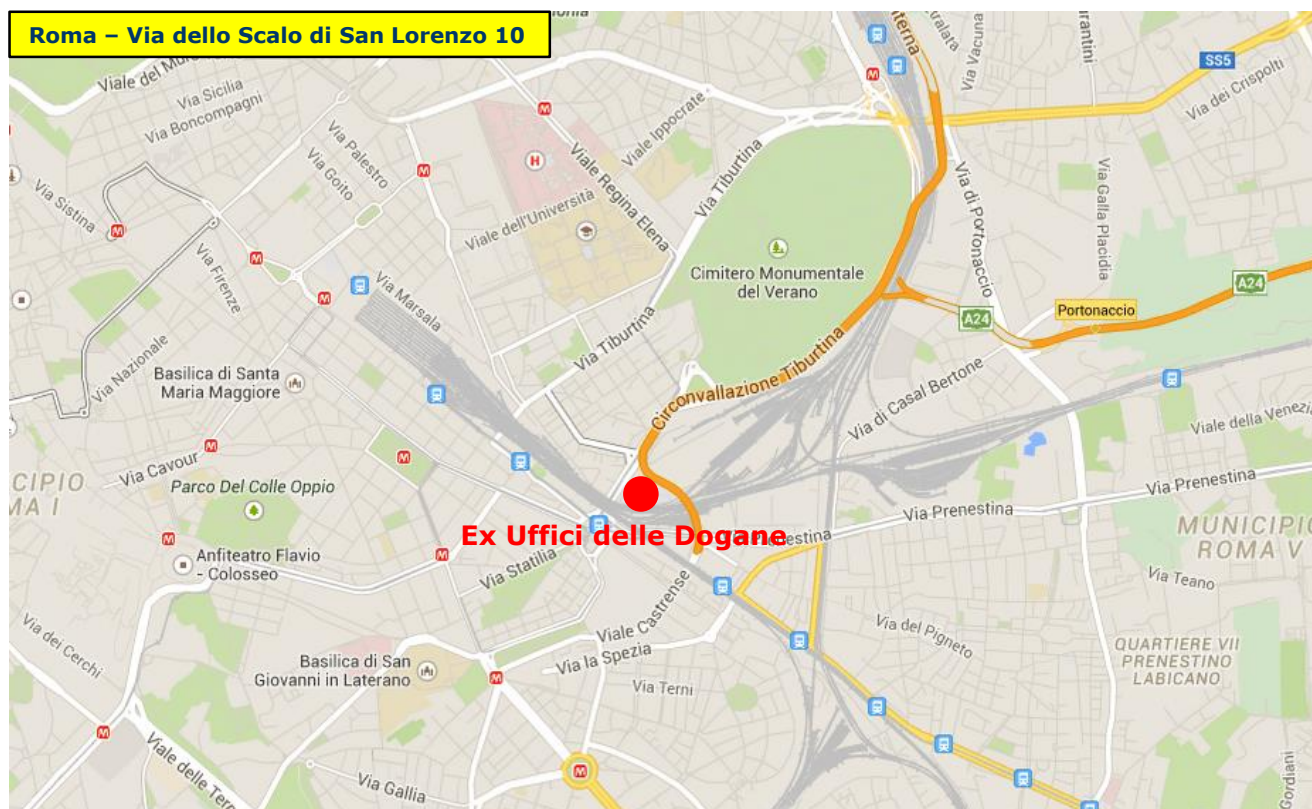 Roma – Via dello Scalo di San Lorenzo 10
Viale del Mur
Via Sicilia
Via Boncompagni
Via Palestro
Via Goito
Via Sistina
Via Firenze
Via Nazionale
Via Marsala
Viale dell'Università
Viale Regina Elena
Viale Ippocrate
Via Tiburtina
Via Tiburtina
H
Cimitero Monumentale
del Verano
Circonvallazione Tiburtina
SS5
Via dei Crispolti
Via di Portonaccio
Via Galla Placidia
A24
A24
Portonaccio
Via di Casal Bertone
Viale della Venezi
Basilica di Santa
Maria Maggiore
Via Cavour
Parco Del Colle Oppio
CIPIO
MA I
Anfiteatro Flavio
- Colosseo
Ex Uffici delle Dogane
Via Prenestina
Via Prenestina
MUNICIPI
ROMA V
Via Teano
Via Statilia
Viale Castrense
Via la Spezia
Via Terni
Via del Pigneto
QUARTIERE VII
PRENESTINO
LABICANO
Via dei Cerchi
Basilica di San
Giovanni in Laterano
Viale delle Ter
Via Gallia
Gordiani